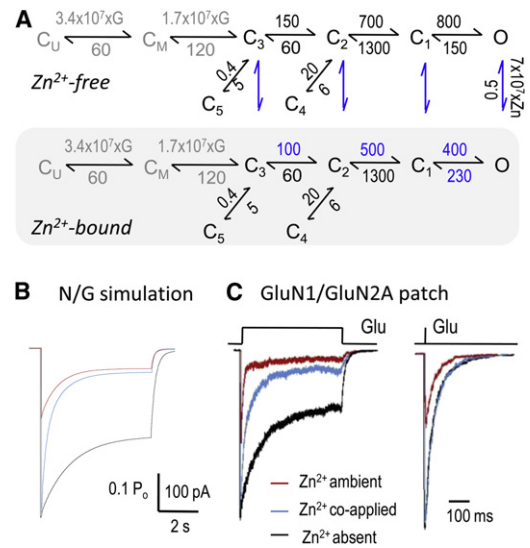 A
3.4x10⁷xG 1.7x10⁷xG 150 700 800
C_U C_M C₃ C₂ C₁ O
60 120 60 1300 150
Zn²⁺-free
0.4 5 20 6
C₅ C₄
0.5 7x10⁷xZn
3.4x10⁷xG 1.7x10⁷xG 100 500 400
C_U C_M C₃ C₂ C₁ O
60 120 60 1300 230
0.4 5 20 6
Zn²⁺-bound
C₅ C₄
B N/G simulation
C GluN1/GluN2A patch
Glu Glu
0.1 P₀ 100 pA
2 s
Zn²⁺ ambient
Zn²⁺ co-applied
Zn²⁺ absent
100 ms